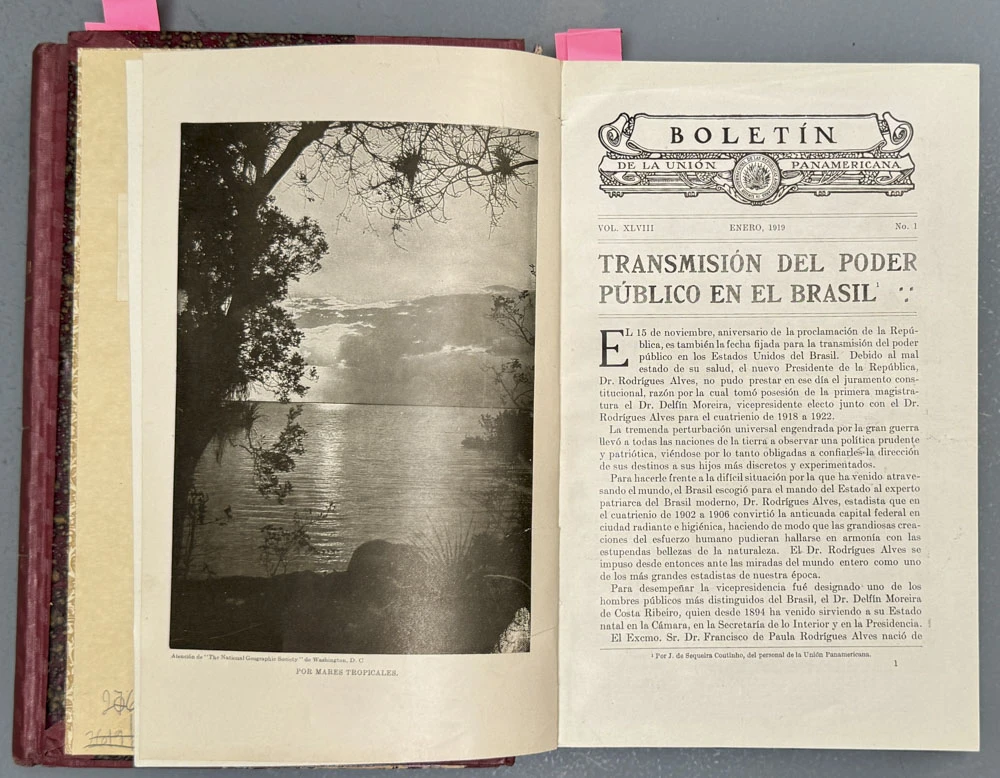 Atención de "The National Geographic Society" de Washington, D. C.
POR MARES TROPICALES.
BOLETÍN
DE LA UNIÓN PANAMERICANA
VOL. XLVIII ENERO, 1919 No. 1
TRANSMISIÓN DEL PODER
PÚBLICO EN EL BRASIL¹
EL 15 de noviembre, aniversario de la proclamación de la Repú-
blica, es también la fecha fijada para la transmisión del poder
público en los Estados Unidos del Brasil. Debido al mal
estado de su salud, el nuevo Presidente de la República,
Dr. Rodrígues Alves, no pudo prestar en ese día el juramento cons-
titucional, razón por la cual tomó posesión de la primera magistra-
tura el Dr. Delfín Moreira, vicepresidente electo junto con el Dr.
Rodrígues Alves para el cuatrienio de 1918 a 1922.
La tremenda perturbación universal engendrada por la gran guerra
llevó a todas las naciones de la tierra a observar una política prudente
y patriótica, viéndose por lo tanto obligadas a confiarles la dirección
de sus destinos a sus hijos más discretos y experimentados.
Para hacerle frente a la difícil situación por la que ha venido atrave-
sando el mundo, el Brasil escogió para el mando del Estado al experto
patriarca del Brasil moderno, Dr. Rodrígues Alves, estadista que en
el cuatrienio de 1902 a 1906 convirtió la anticuada capital federal en
ciudad radiante e higiénica, haciendo de modo que las grandiosas crea-
ciones del esfuerzo humano pudieran hallarse en armonía con las
estupendas bellezas de la naturaleza. El Dr. Rodrígues Alves se
impuso desde entonces ante las miradas del mundo entero como uno
de los más grandes estadistas de nuestra época.
Para desempeñar la vicepresidencia fué designado uno de los
hombres públicos más distinguidos del Brasil, el Dr. Delfín Moreira
de Costa Ribeiro, quien desde 1894 ha venido sirviendo a su Estado
natal en la Cámara, en la Secretaría de lo Interior y en la Presidencia.
El Excmo. Sr. Dr. Francisco de Paula Rodrígues Alves nació de
¹ Por J. de Sequeira Coutinho, del personal de la Unión Panamericana.
1